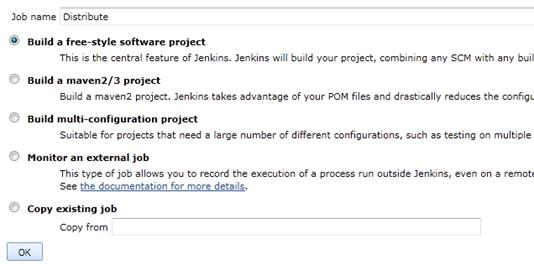 Job name Distribute
Build a free-style software project
This is the central feature of Jenkins. Jenkins will build your project, combining any SCM with any
Build a maven2/3 project
Build a maven2 project. Jenkins takes advantage of your POM files and drastically reduces the
Build multi-configuration project
Suitable for projects that need a large number of different configurations, such as testing on multiple
Monitor an external job
This type of job allows you to record the execution of a process run outside Jenkins, even on a
See the documentation for more details.
Copy existing job
Copy from
OK